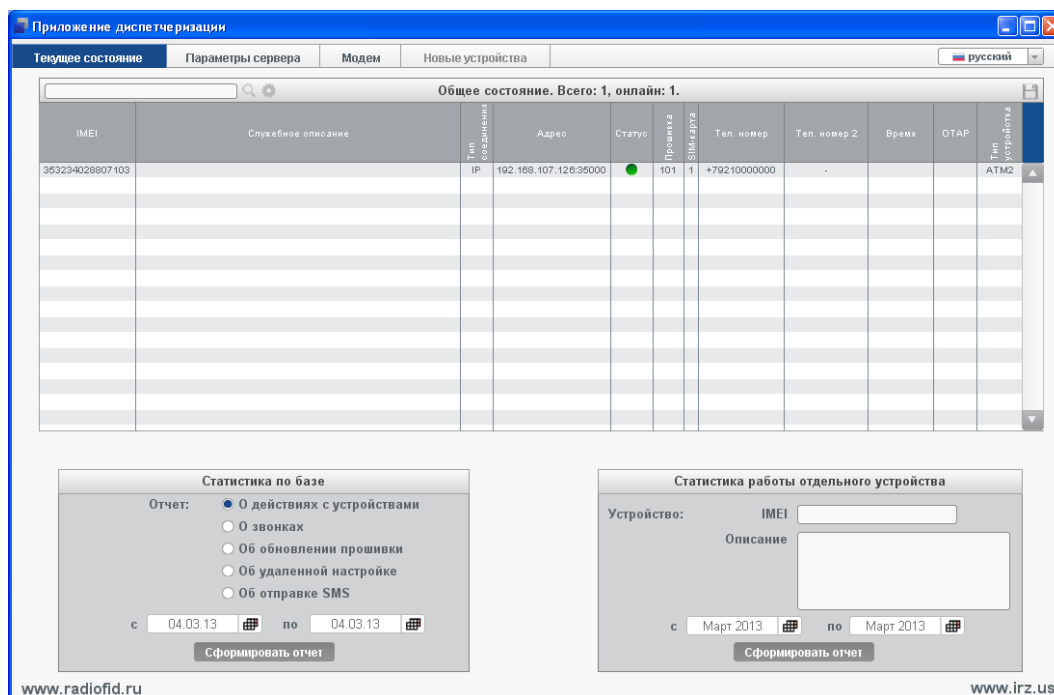 Приложение диспетчеризации
Текущее состояние Параметры сервера Модем Новые устройства русский
Общее состояние. Всего: 1, онлайн: 1.
IMEI Служебное описание Тип соединения Адрес Статус Прошивка SIM-карта Тел. номер Тел. номер 2 Время OTAP Тип устройства
353234028807103 IP 192.168.107.126:35000 101 1 +79210000000 - ATM2
Статистика по базе
Отчет: О действиях с устройствами
О звонках
Об обновлении прошивки
Об удаленной настройке
Об отправке SMS
с 04.03.13 по 04.03.13
Сформировать отчет
Статистика работы отдельного устройства
Устройство: IMEI
Описание
с Март 2013 по Март 2013
Сформировать отчет
www.radiofid.ru www.irz.us